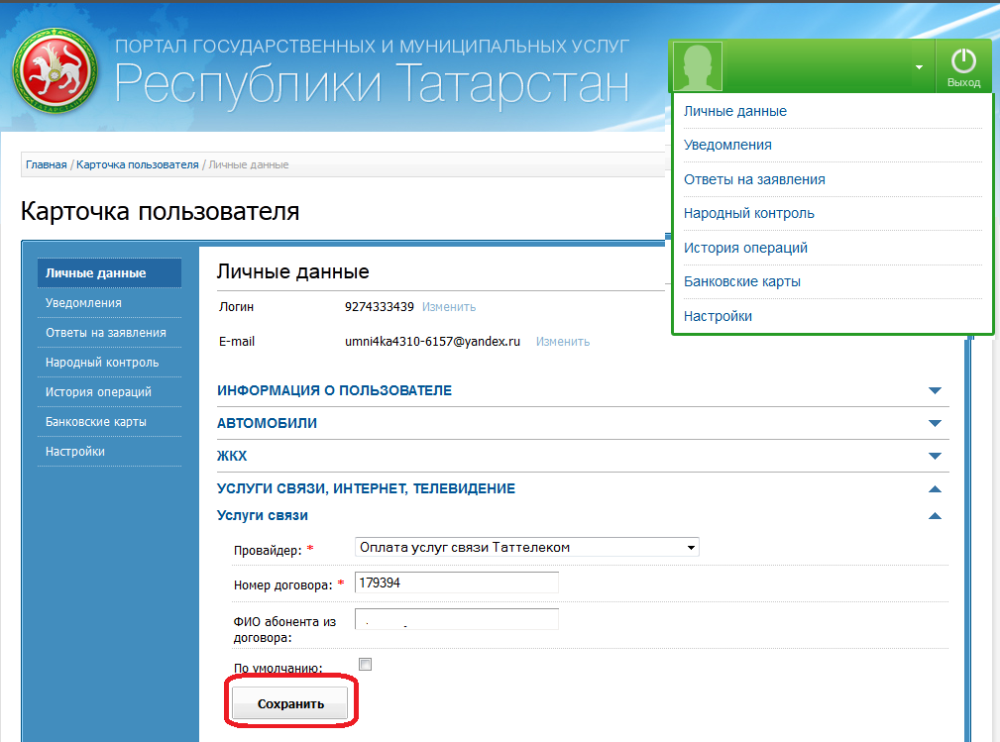 ПОРТАЛ ГОСУДАРСТВЕННЫХ И МУНИЦИПАЛЬНЫХ УСЛУГ
Республики Татарстан
Выход
Личные данные
Уведомления
Ответы на заявления
Народный контроль
История операций
Банковские карты
Настройки
Главная / Карточка пользователя / Личные данные
Карточка пользователя
Личные данные
Уведомления
Ответы на заявления
Народный контроль
История операций
Банковские карты
Настройки
Личные данные
Логин 9274333439 Изменить
E-mail umni4ka4310-6157@yandex.ru Изменить
ИНФОРМАЦИЯ О ПОЛЬЗОВАТЕЛЕ
АВТОМОБИЛИ
ЖКХ
УСЛУГИ СВЯЗИ, ИНТЕРНЕТ, ТЕЛЕВИДЕНИЕ
Услуги связи
Провайдер: * Оплата услуг связи Таттелеком
Номер договора: * 179394
ФИО абонента из
договора:
По умолчанию:
Сохранить